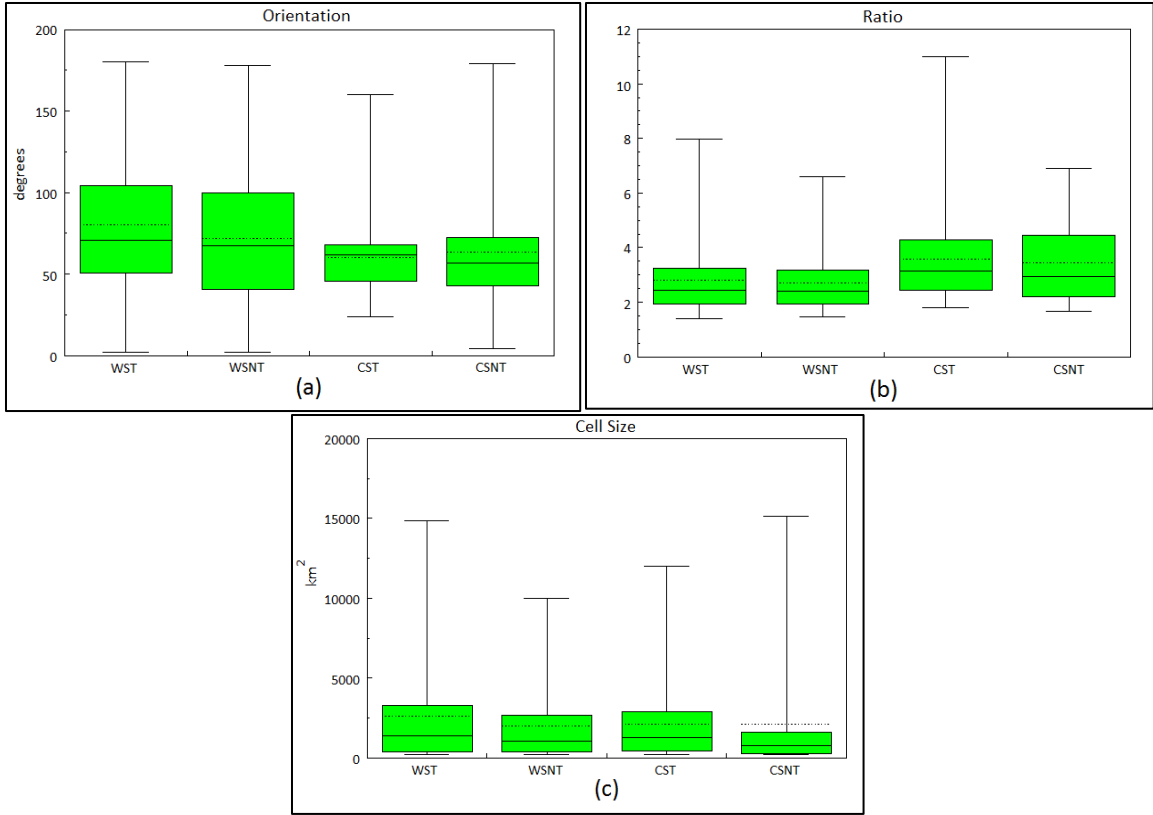 Orientation
200
150
100
50
0
degrees
WST WSNT CST CSNT
(a)
Ratio
12
10
8
6
4
2
0
WST WSNT CST CSNT
(b)
Cell Size
20000
15000
10000
5000
0
km²
WST WSNT CST CSNT
(c)